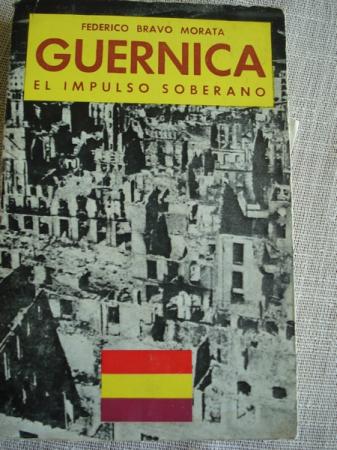 FEDERICO BRAVO MORATA
GUERNICA
EL IMPULSO SOBERANO